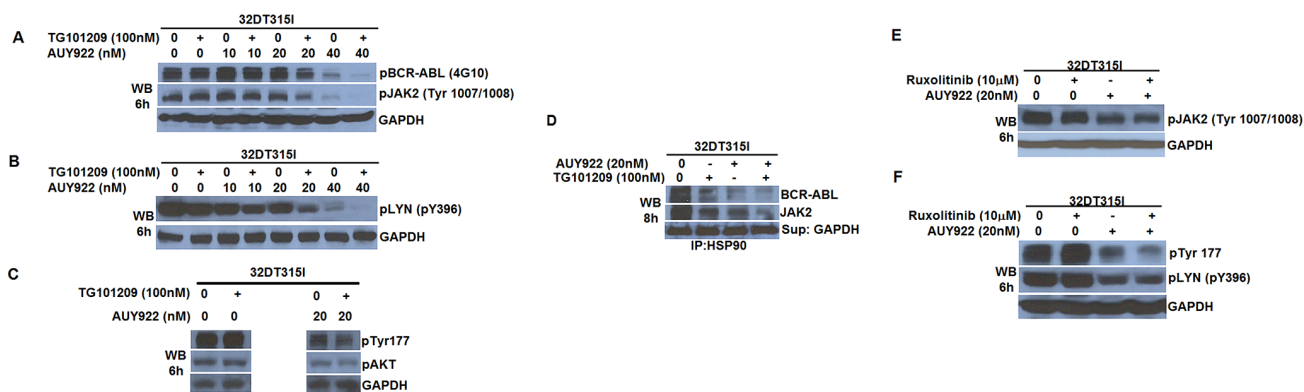 A
32DT315I
TG101209 (100nM) 0 + 0 + 0 + 0 +
AUY922 (nM) 0 0 10 10 20 20 40 40
pBCR-ABL (4G10)
WB
6h
pJAK2 (Tyr 1007/1008)
GAPDH
B
32DT315I
TG101209 (100nM) 0 + 0 + 0 + 0 +
AUY922 (nM) 0 0 10 10 20 20 40 40
WB
6h
pLYN (pY396)
GAPDH
C
32DT315I
TG101209 (100nM) 0 + 0 +
AUY922 (nM) 0 0 20 20
WB
6h
pTyr177
pAKT
GAPDH
D
32DT315I
AUY922 (20nM) 0 - + +
TG101209 (100nM) 0 + - +
WB
8h
BCR-ABL
JAK2
Sup: GAPDH
IP:HSP90
E
32DT315I
Ruxolitinib (10µM) 0 + - +
AUY922 (20nM) 0 0 + +
WB
6h
pJAK2 (Tyr 1007/1008)
GAPDH
F
32DT315I
Ruxolitinib (10µM) 0 + - +
AUY922 (20nM) 0 0 + +
WB
6h
pTyr 177
pLYN (pY396)
GAPDH